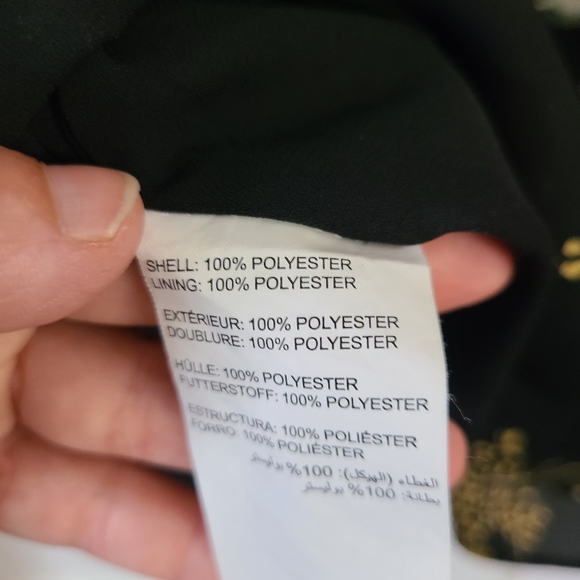 SHELL: 100% POLYESTER
LINING: 100% POLYESTER
EXTÉRIEUR: 100% POLYESTER
DOUBLURE: 100% POLYESTER
HÜLLE: 100% POLYESTER
FUTTERSTOFF: 100% POLYESTER
ESTRUCTURA: 100% POLIÉSTER
FORRO: 100% POLIÉSTER
الغطاء (الهيكل): 100% بوليستر
بطانة: 100% بوليستر